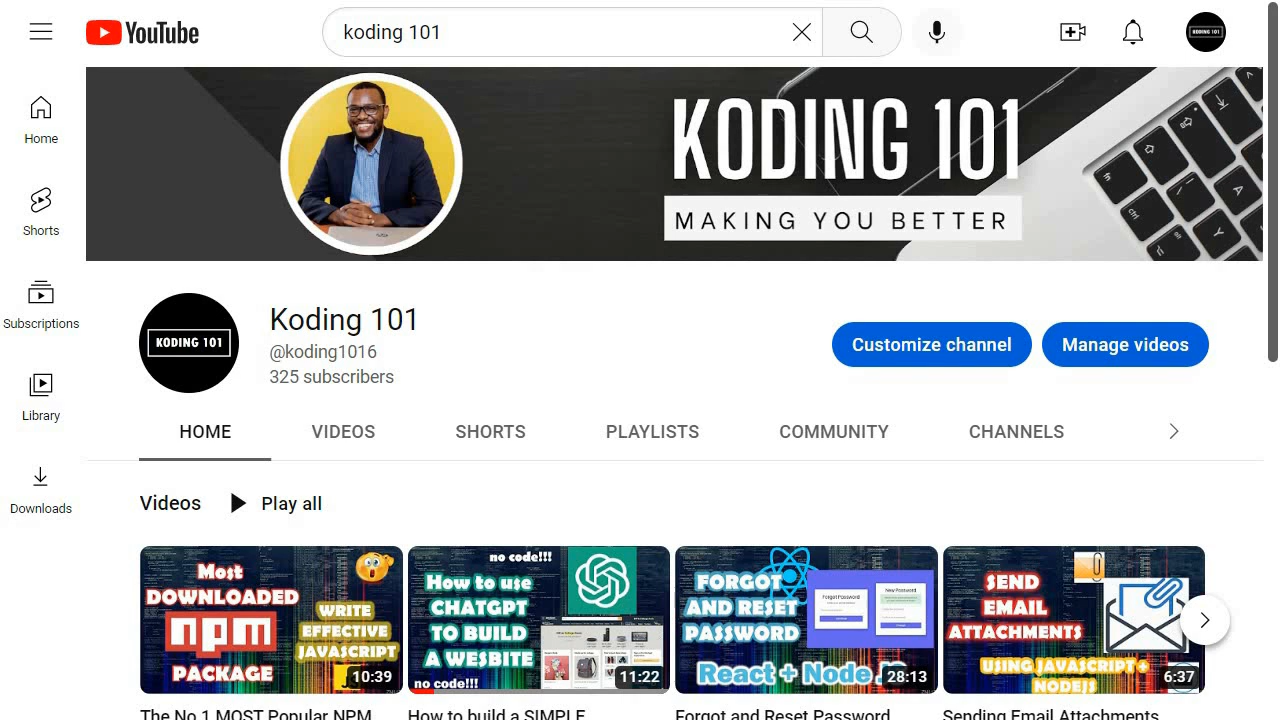 YouTube
koding 101
KODING 101
Home
Shorts
Subscriptions
Library
Downloads
KODING 101
MAKING YOU BETTER
KODING 101
Koding 101
@koding1016
325 subscribers
Customize channel
Manage videos
HOME
VIDEOS
SHORTS
PLAYLISTS
COMMUNITY
CHANNELS
Videos
Play all
Most
DOWNLOADED
npm
PACKAGE
WRITE
EFFECTIVE
JAVASCRIPT
10:39
no code!!!
How to use
CHATGPT
TO BUILD
A WESBITE
no code!!!
11:22
FORGOT
AND RESET
PASSWORD
Forgot Password
New Password
React + Node
28:13
SEND
EMAIL
ATTACHMENTS
USING JAVASCRIPT +
NODEJS
6:37
The No 1 MOST Popular NPM
How to build a SIMPLE
Forgot and Reset Password
Sending Email Attachments